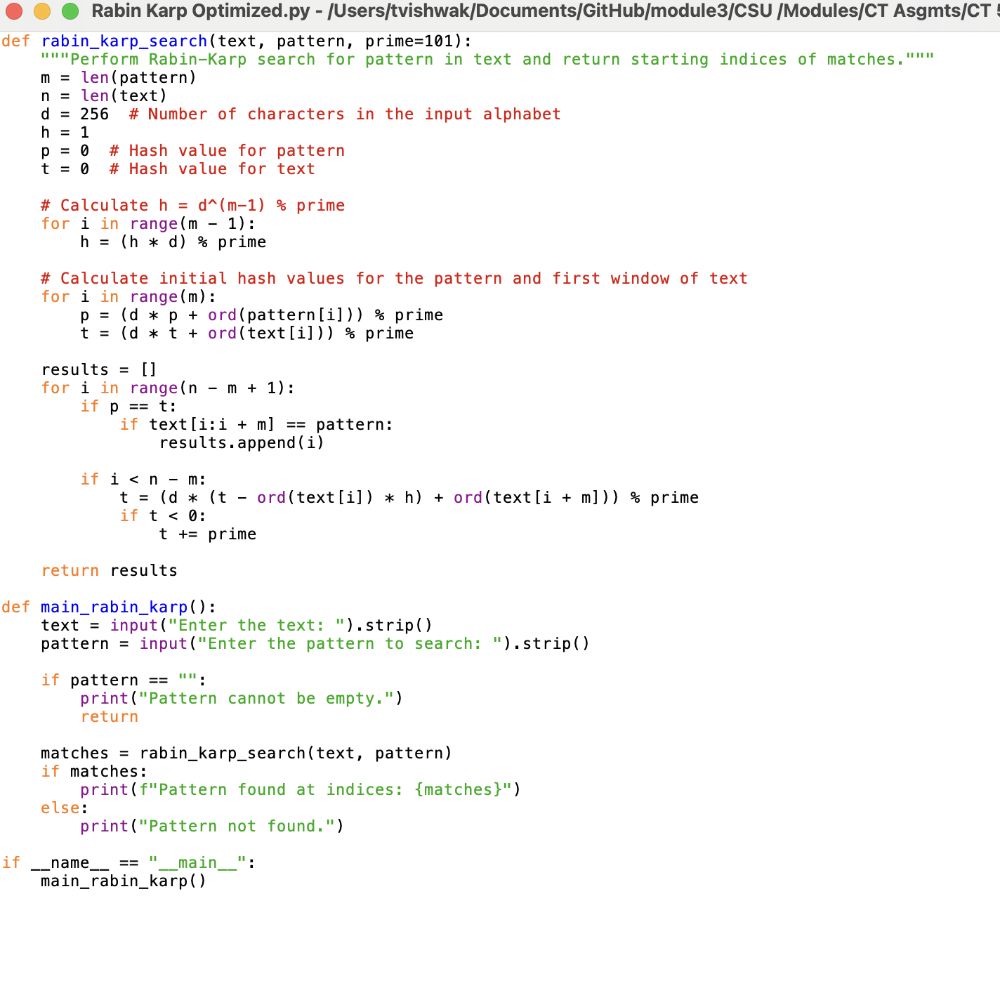 Rabin Karp Optimized.py - /Users/tvishwak/Documents/GitHub/module3/CSU /Modules/CT Asgmts/CT
def rabin_karp_search(text, pattern, prime=101):
    """Perform Rabin-Karp search for pattern in text and return starting indices of matches."""
    m = len(pattern)
    n = len(text)
    d = 256  # Number of characters in the input alphabet
    h = 1
    p = 0  # Hash value for pattern
    t = 0  # Hash value for text

    # Calculate h = d^(m-1) % prime
    for i in range(m - 1):
        h = (h * d) % prime

    # Calculate initial hash values for the pattern and first window of text
    for i in range(m):
        p = (d * p + ord(pattern[i])) % prime
        t = (d * t + ord(text[i])) % prime

    results = []
    for i in range(n - m + 1):
        if p == t:
            if text[i:i + m] == pattern:
                results.append(i)

        if i < n - m:
            t = (d * (t - ord(text[i]) * h) + ord(text[i + m])) % prime
            if t < 0:
                t += prime

    return results

def main_rabin_karp():
    text = input("Enter the text: ").strip()
    pattern = input("Enter the pattern to search: ").strip()

    if pattern == "":
        print("Pattern cannot be empty.")
        return

    matches = rabin_karp_search(text, pattern)
    if matches:
        print(f"Pattern found at indices: {matches}")
    else:
        print("Pattern not found.")

if __name__ == "__main__":
    main_rabin_karp()